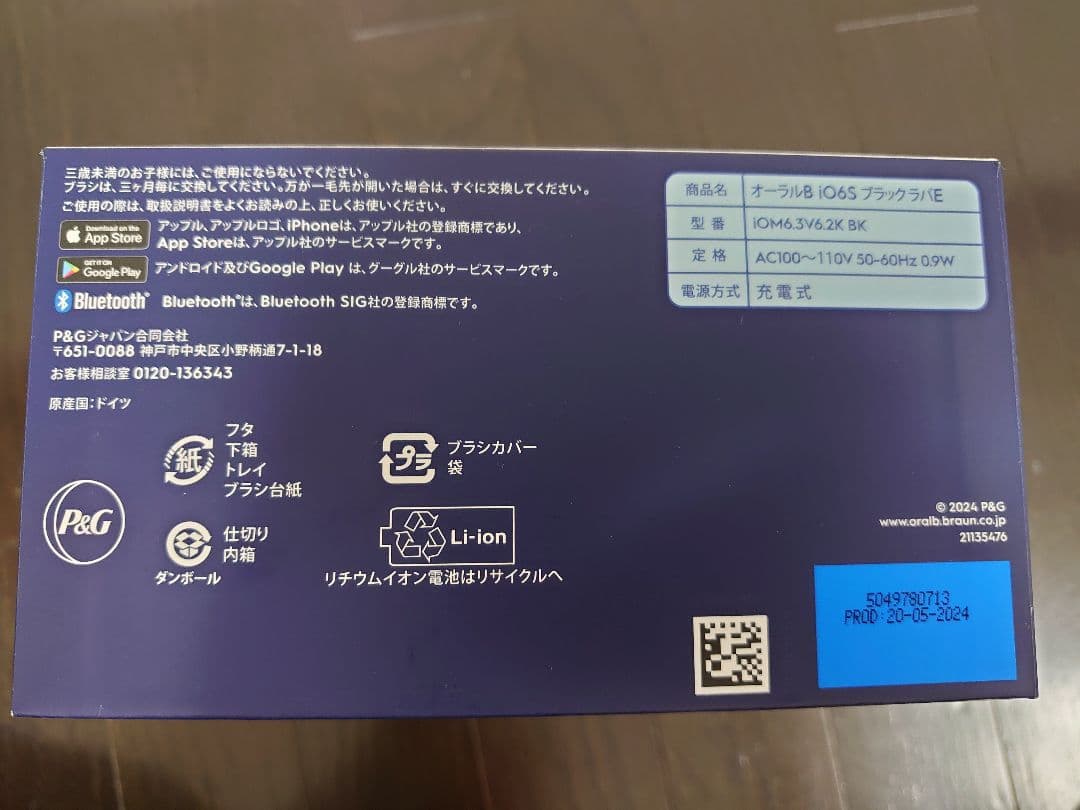 三歳未満のお子様には、ご使用にならないでください。
ブラシは、三ヶ月毎に交換してください。万が一毛先が開いた場合は、すぐに交換してください。
ご使用の際は、取扱説明書をよくお読みの上、正しくお使いください。
Download on the
App Store
アップル、アップルロゴ、iPhoneは、アップル社の登録商標であり、
App Storeは、アップル社のサービスマークです。
GET IT ON
Google Play
アンドロイド及びGoogle Play は、グーグル社のサービスマークです。
Bluetooth®
Bluetooth®は、Bluetooth SIG社の登録商標です。
P&Gジャパン合同会社
〒651-0088 神戸市中央区小野柄通7-1-18
お客様相談室 0120-136343
原産国：ドイツ
商品名 オーラルB iO6S ブラックラバE
型番 iOM6.3V6.2K BK
定格 AC100～110V 50-60Hz 0.9W
電源方式 充電式
紙
フタ
下箱
トレイ
ブラシ台紙
プラ
ブラシカバー
袋
P&G
仕切り
内箱
ダンボール
Li-ion
リチウムイオン電池はリサイクルへ
© 2024 P&G
www.oralb.braun.co.jp
21135476
5049780713
PROD:20-05-2024